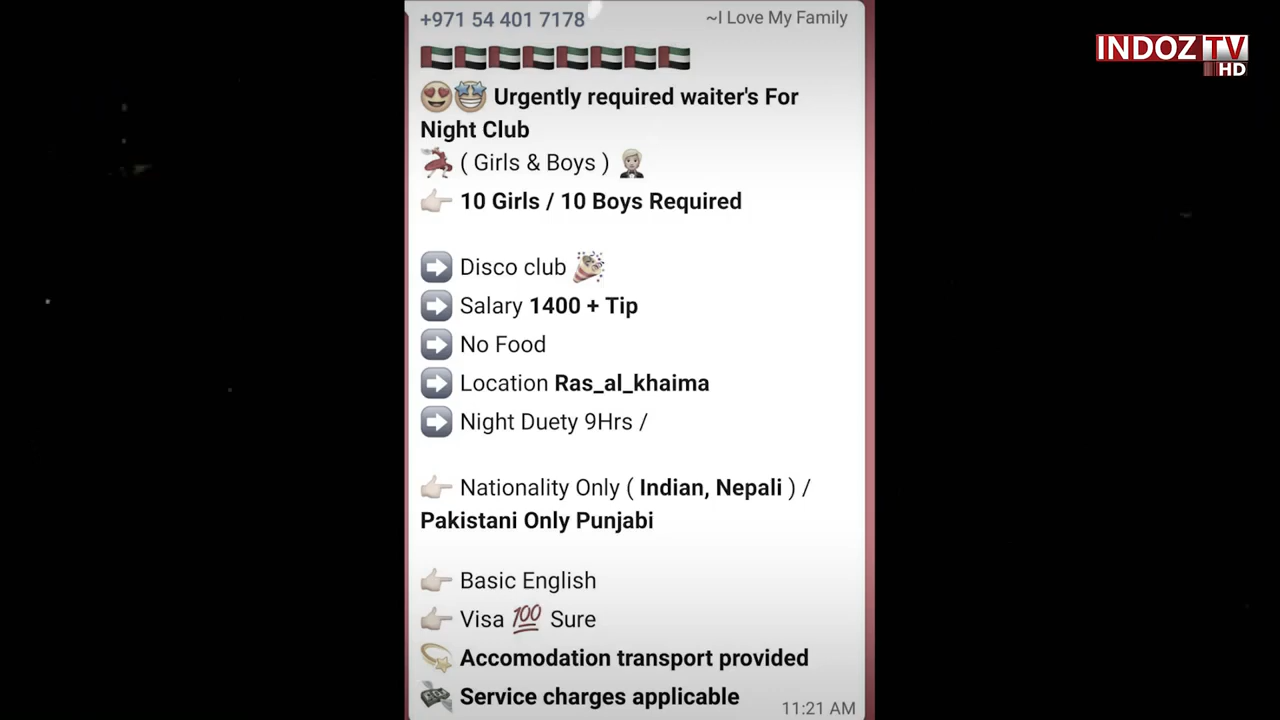 +971 54 401 7178 ~I Love My Family
INDOZ TV
HD
Urgently required waiter's For
Night Club
( Girls & Boys )
10 Girls / 10 Boys Required
Disco club
Salary 1400 + Tip
No Food
Location Ras_al_khaima
Night Duety 9Hrs /
Nationality Only ( Indian, Nepali ) /
Pakistani Only Punjabi
Basic English
Visa 💯 Sure
Accomodation transport provided
Service charges applicable
11:21 AM